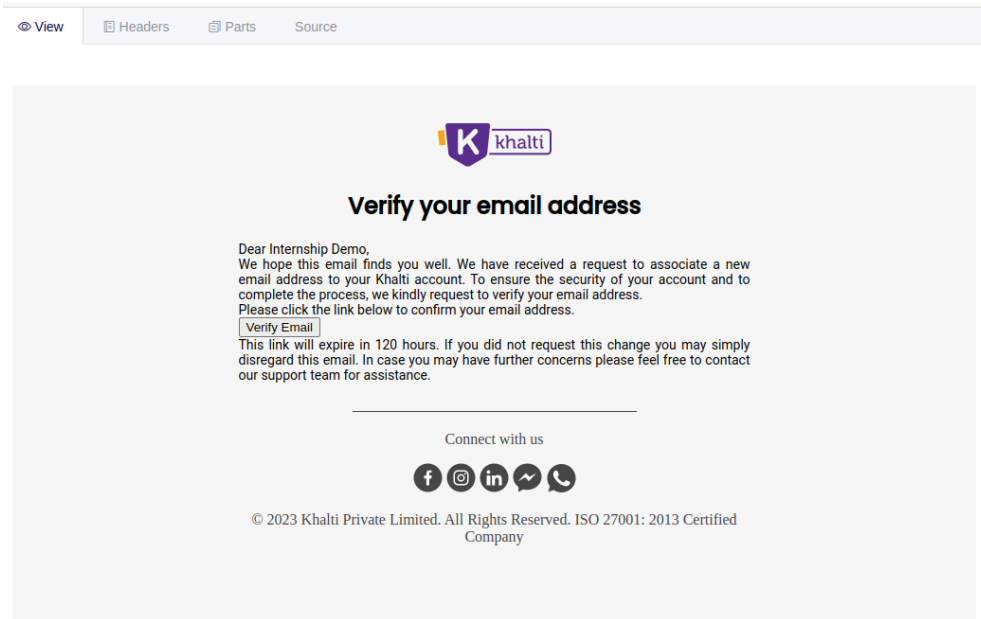 View Headers Parts Source
K khalti
Verify your email address
Dear Internship Demo,
We hope this email finds you well. We have received a request to associate a new
email address to your Khalti account. To ensure the security of your account and to
complete the process, we kindly request to verify your email address.
Please click the link below to confirm your email address.
Verify Email
This link will expire in 120 hours. If you did not request this change you may simply
disregard this email. In case you may have further concerns please feel free to contact
our support team for assistance.
Connect with us
© 2023 Khalti Private Limited. All Rights Reserved. ISO 27001: 2013 Certified
Company